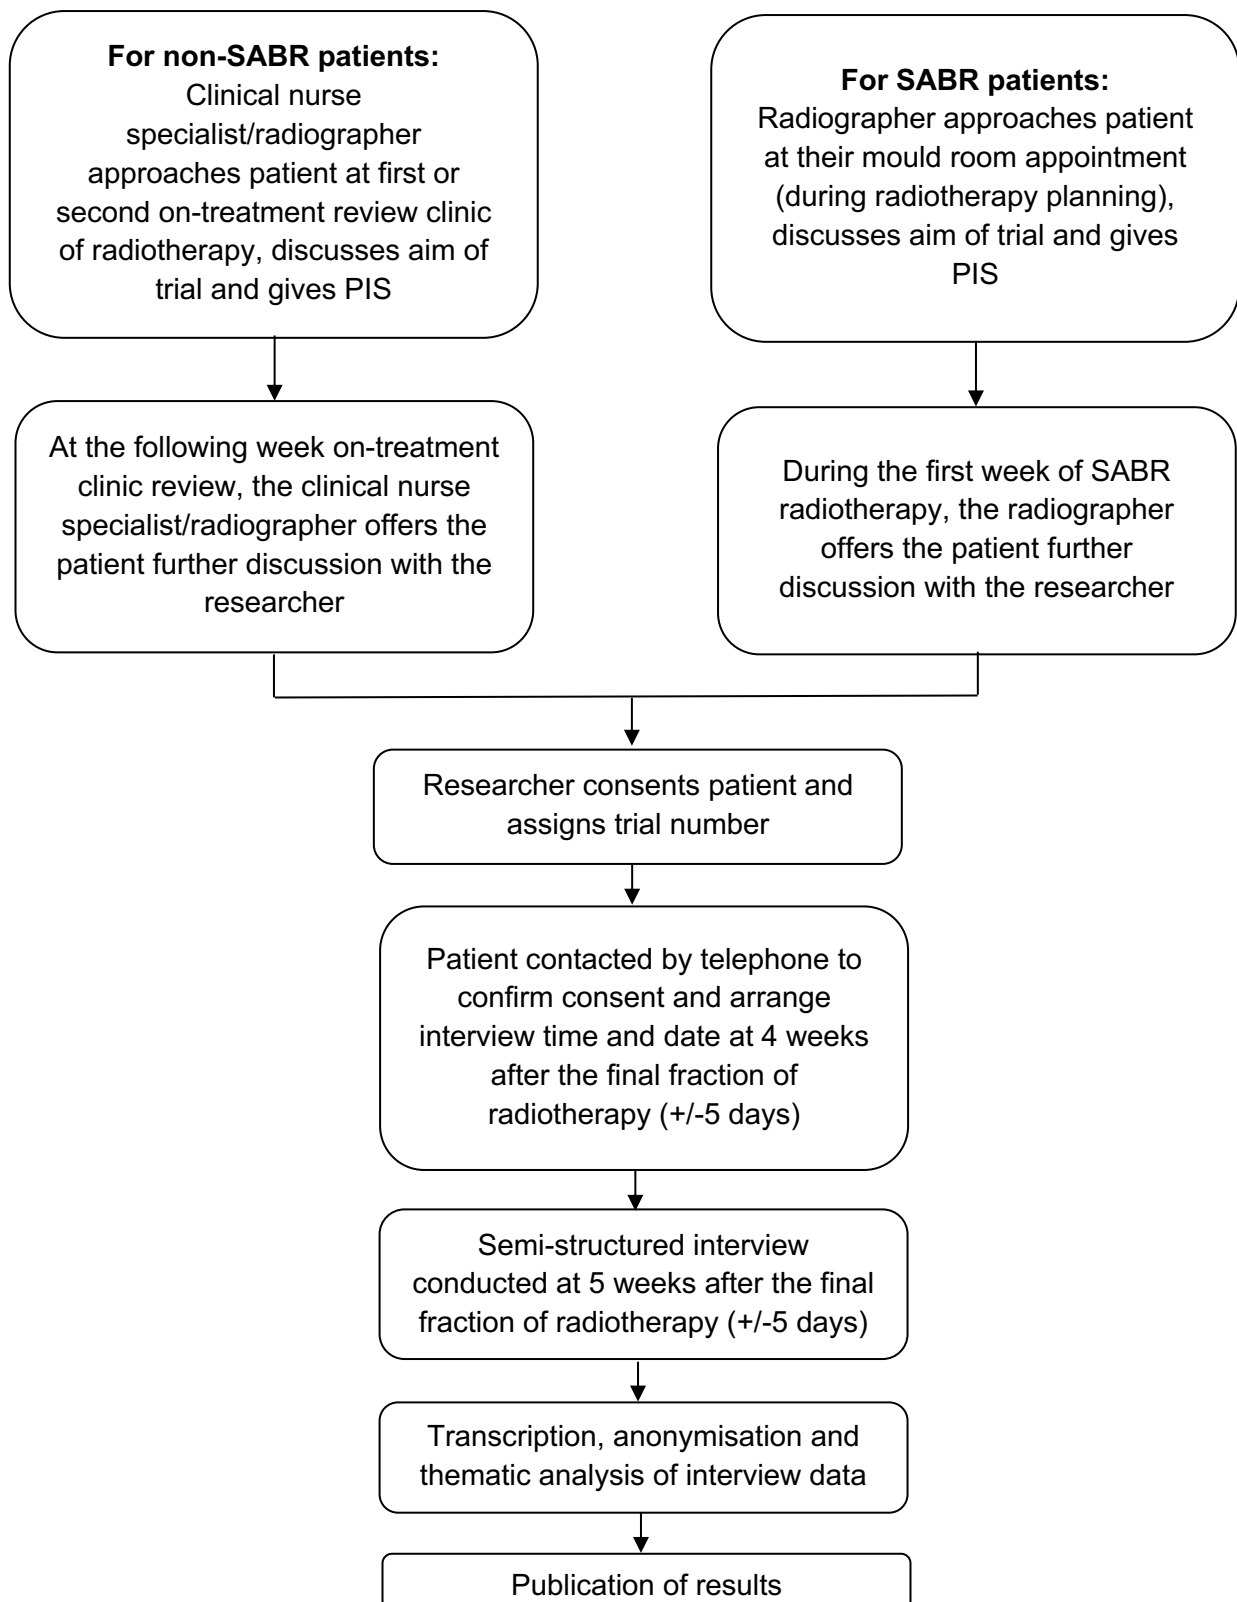 For non-SABR patients:
Clinical nurse
specialist/radiographer
approaches patient at first or
second on-treatment review clinic
of radiotherapy, discusses aim of
trial and gives PIS
For SABR patients:
Radiographer approaches patient
at their mould room appointment
(during radiotherapy planning),
discusses aim of trial and gives
PIS
At the following week on-treatment
clinic review, the clinical nurse
specialist/radiographer offers the
patient further discussion with the
researcher
During the first week of SABR
radiotherapy, the radiographer
offers the patient further
discussion with the researcher
Researcher consents patient and
assigns trial number
Patient contacted by telephone to
confirm consent and arrange
interview time and date at 4 weeks
after the final fraction of
radiotherapy (+/-5 days)
Semi-structured interview
conducted at 5 weeks after the final
fraction of radiotherapy (+/-5 days)
Transcription, anonymisation and
thematic analysis of interview data
Publication of results